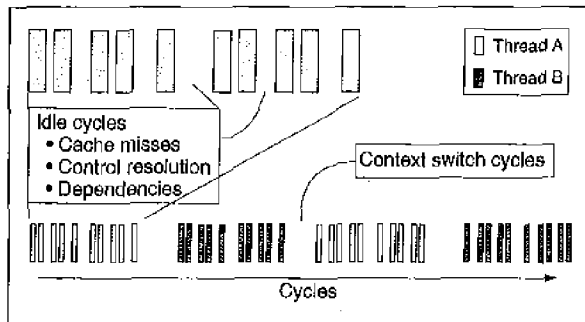 Thread A
Thread B
Idle cycles
• Cache misses
• Control resolution
• Dependencies
Context switch cycles
Cycles